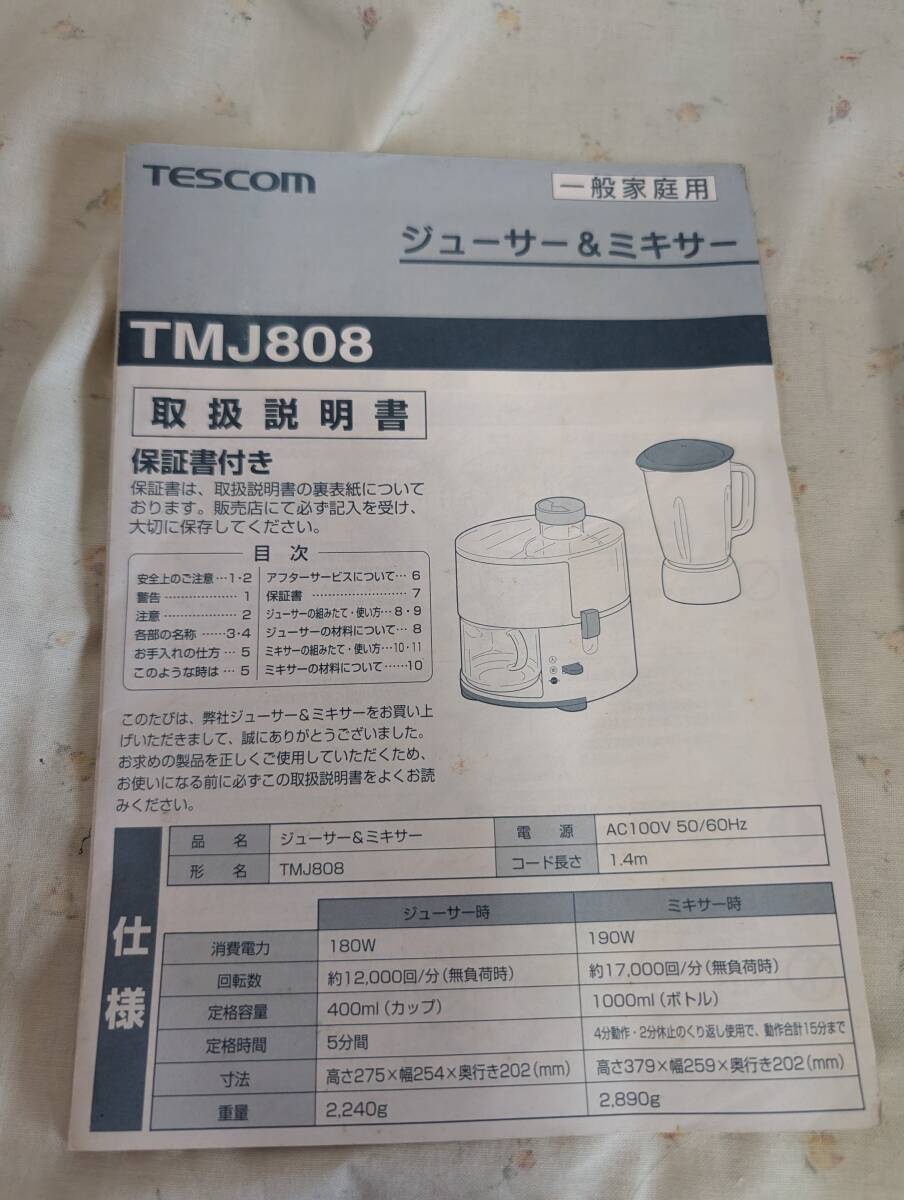 TESCOM
一般家庭用
ジューサー&ミキサー
TMJ808
取扱説明書
保証書付き
保証書は、取扱説明書の裏表紙について
おります。販売店にて必ず記入を受け、
大切に保存してください。
目 次
安全上のご注意…1・2
警告………………1
注意………………2
各部の名称……3・4
お手入れの仕方…5
このような時は…5
アフターサービスについて…6
保証書……………………7
ジューサーの組みたて・使い方…8・9
ジューサーの材料について…8
ミキサーの組みたて・使い方…10・11
ミキサーの材料について……10
このたびは、弊社ジューサー&ミキサーをお買い上
げいただきまして、誠にありがとうございました。
お求めの製品を正しくご使用していただくため、
お使いになる前に必ずこの取扱説明書をよくお読
みください。
仕様
品 名 ジューサー&ミキサー 電 源 AC100V 50/60Hz
形 名 TMJ808 コード長さ 1.4m
ジューサー時 ミキサー時
消費電力 180W 190W
回転数 約12,000回/分(無負荷時) 約17,000回/分(無負荷時)
定格容量 400ml(カップ) 1000ml(ボトル)
定格時間 5分間 4分動作・2分休止のくり返し使用で、動作合計15分まで
寸法 高さ275×幅254×奥行き202(mm) 高さ379×幅259×奥行き202(mm)
重量 2,240g 2,890g